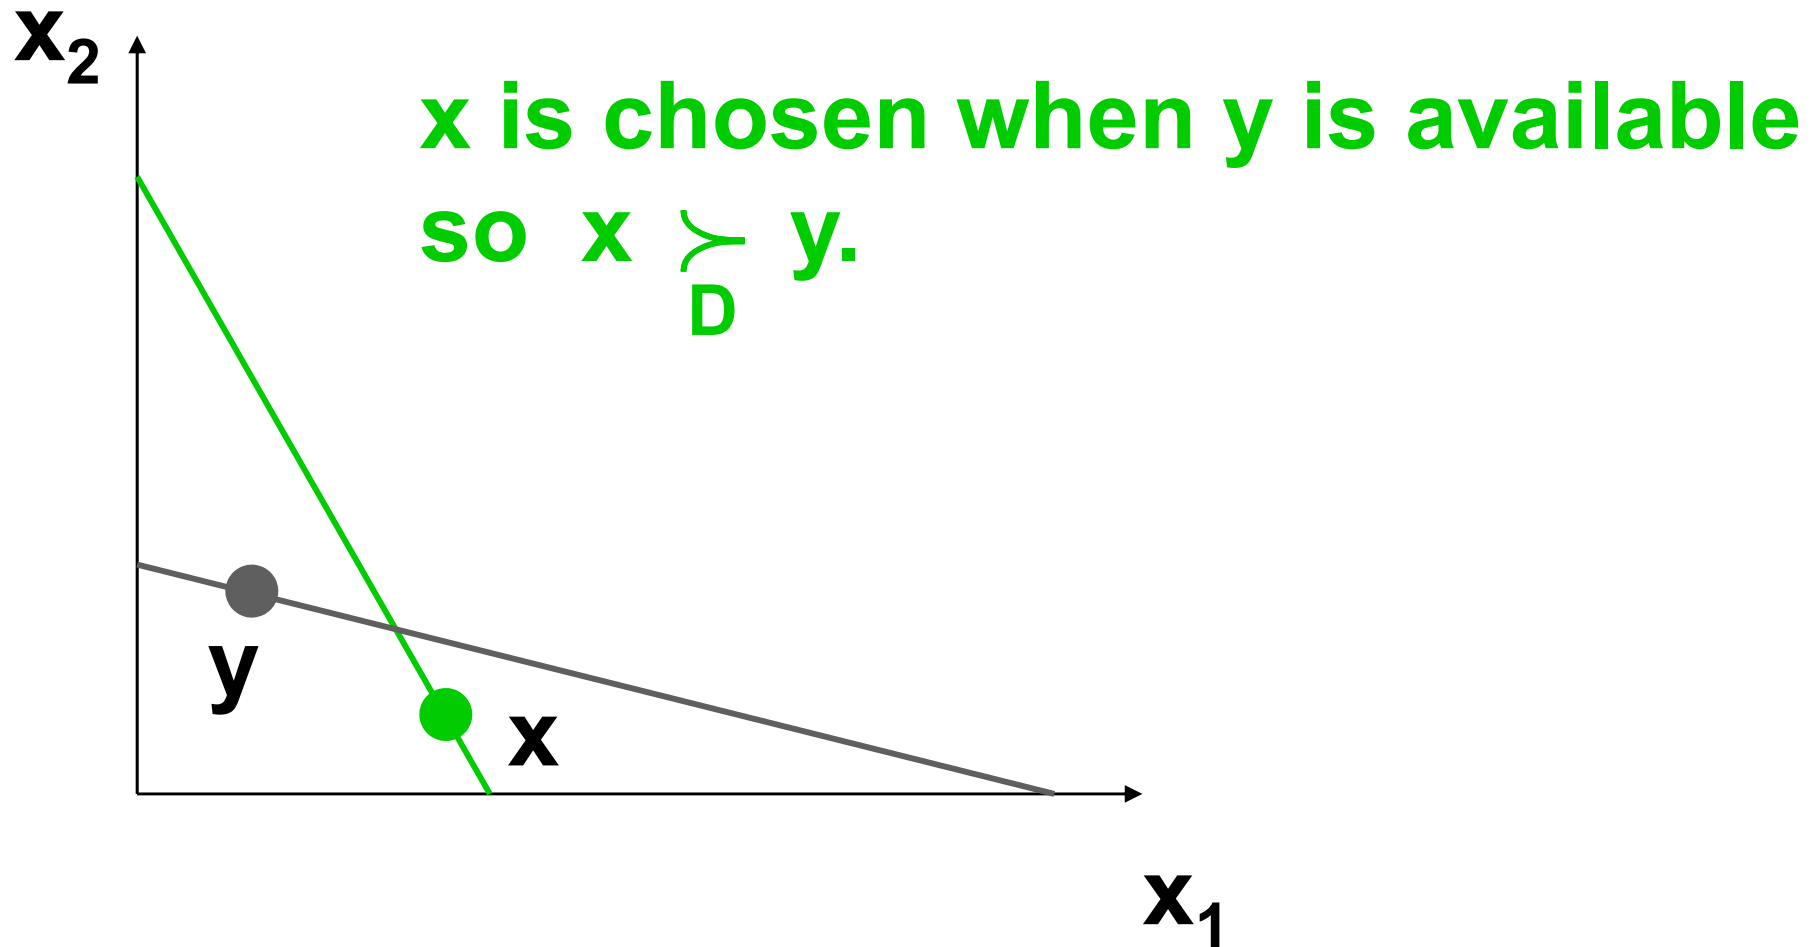 x₂
x is chosen when y is available
so x ≻ y.
D
y
x
x₁